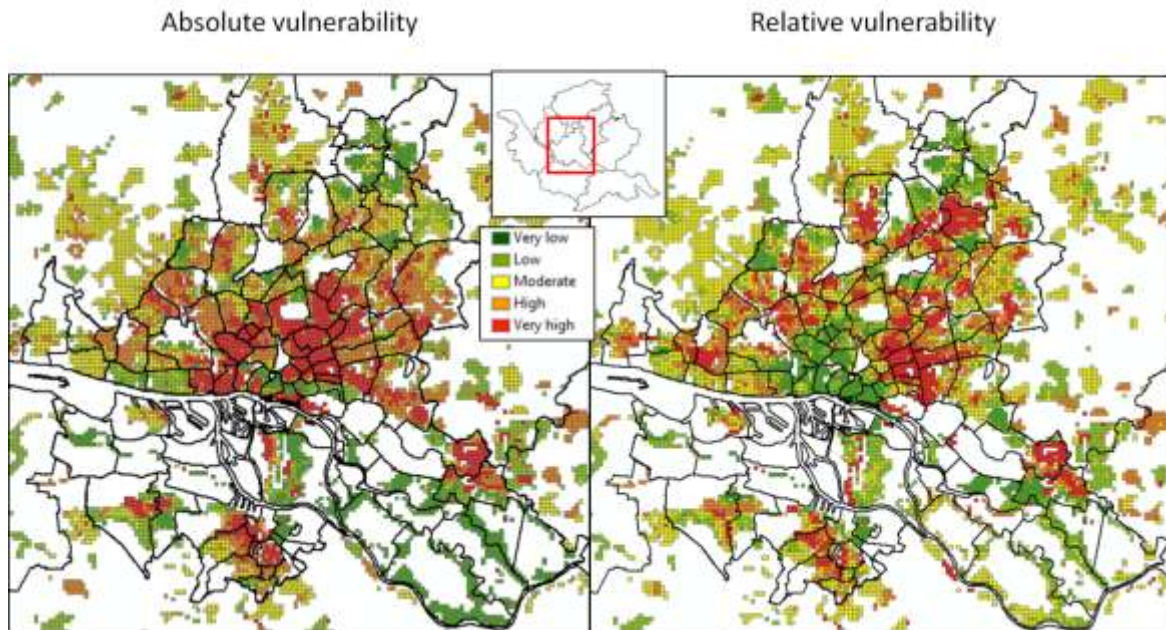 Absolute vulnerability
Relative vulnerability
Very low
Low
Moderate
High
Very high